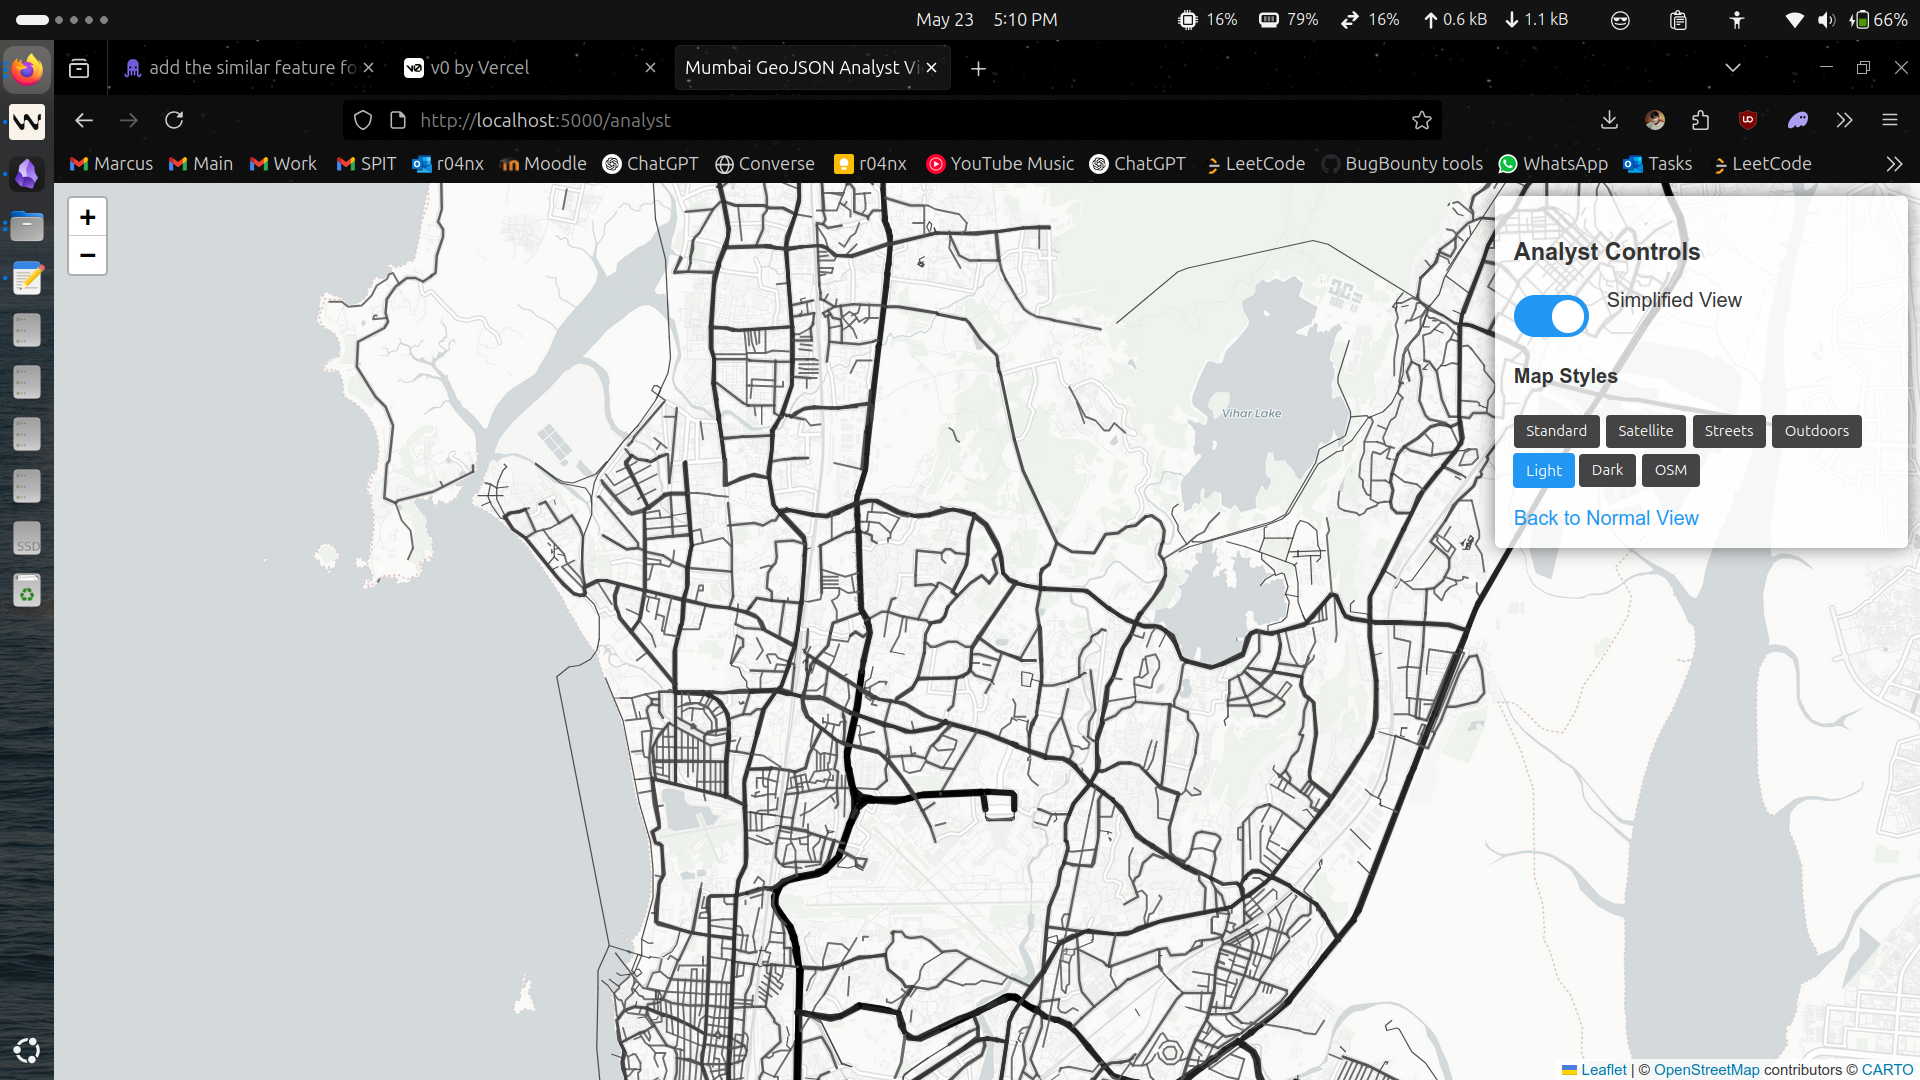 May 23 5:10 PM
16% 79% 16% 0.6 kB 1.1 kB 66%
add the similar feature fo
v0 by Vercel
Mumbai GeoJSON Analyst Vi
http://localhost:5000/analyst
Marcus Main Work SPIT r04nx Moodle ChatGPT Converse r04nx YouTube Music ChatGPT LeetCode BugBounty tools WhatsApp Tasks LeetCode
+
−
Analyst Controls
Simplified View
Map Styles
Standard Satellite Streets Outdoors
Light Dark OSM
Back to Normal View
Vihar Lake
SSD
Leaflet | © OpenStreetMap contributors © CARTO